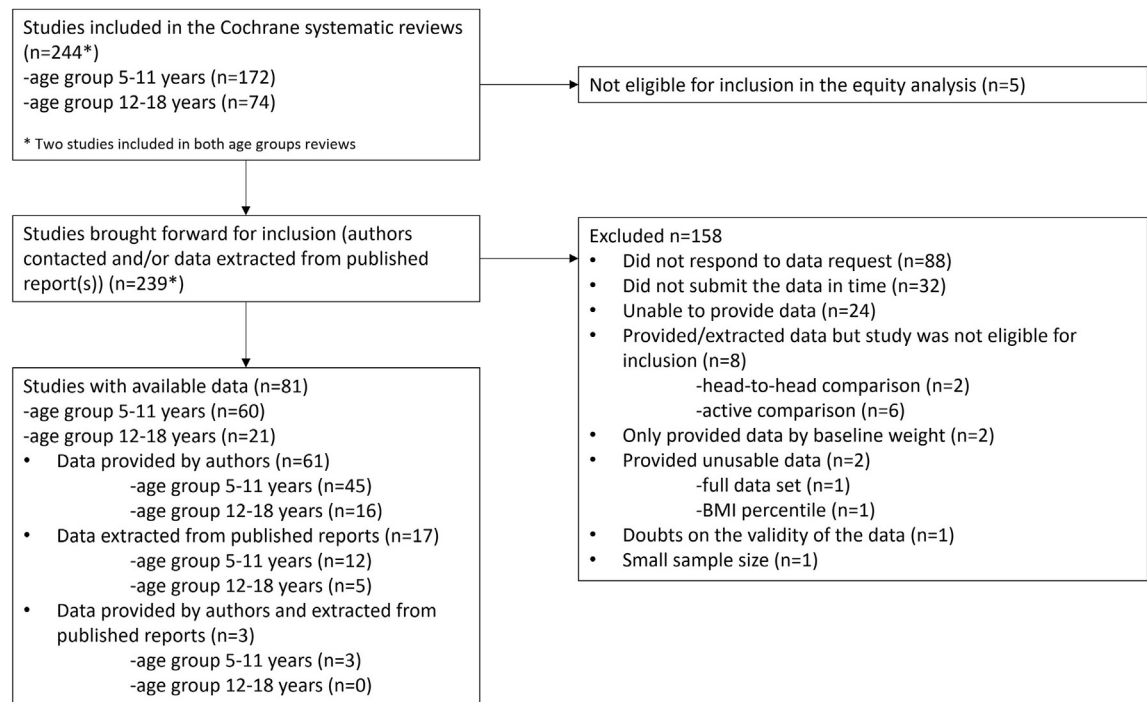 Studies included in the Cochrane systematic reviews
(n=244*)
-age group 5-11 years (n=172)
-age group 12-18 years (n=74)
* Two studies included in both age groups reviews
Not eligible for inclusion in the equity analysis (n=5)
Studies brought forward for inclusion (authors
contacted and/or data extracted from published
report(s)) (n=239*)
Excluded n=158
• Did not respond to data request (n=88)
• Did not submit the data in time (n=32)
• Unable to provide data (n=24)
• Provided/extracted data but study was not eligible for
inclusion (n=8)
-head-to-head comparison (n=2)
-active comparison (n=6)
• Only provided data by baseline weight (n=2)
• Provided unusable data (n=2)
-full data set (n=1)
-BMI percentile (n=1)
• Doubts on the validity of the data (n=1)
• Small sample size (n=1)
Studies with available data (n=81)
-age group 5-11 years (n=60)
-age group 12-18 years (n=21)
• Data provided by authors (n=61)
-age group 5-11 years (n=45)
-age group 12-18 years (n=16)
• Data extracted from published reports (n=17)
-age group 5-11 years (n=12)
-age group 12-18 years (n=5)
• Data provided by authors and extracted from
published reports (n=3)
-age group 5-11 years (n=3)
-age group 12-18 years (n=0)